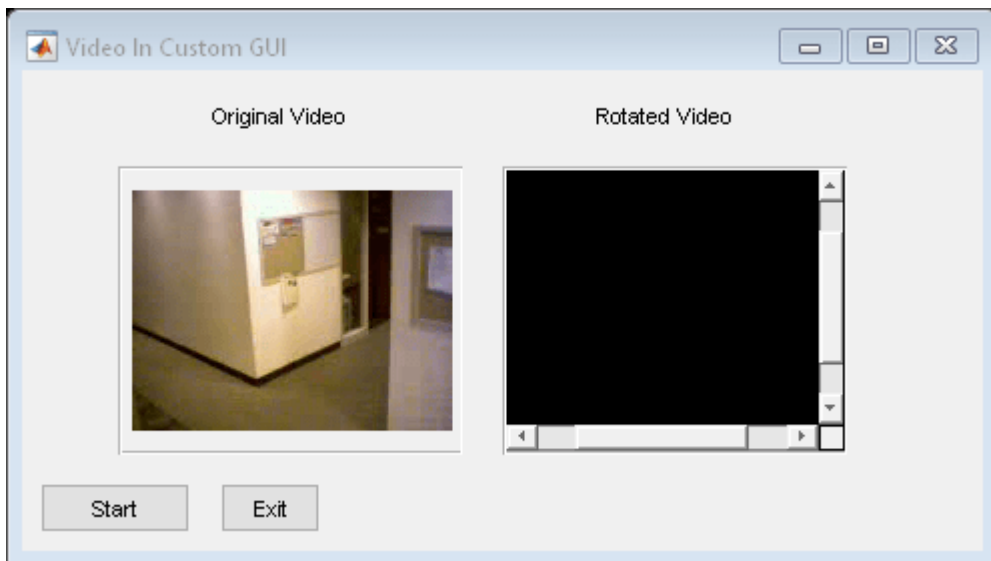 Video In Custom GUI
Original Video
Rotated Video
Start
Exit